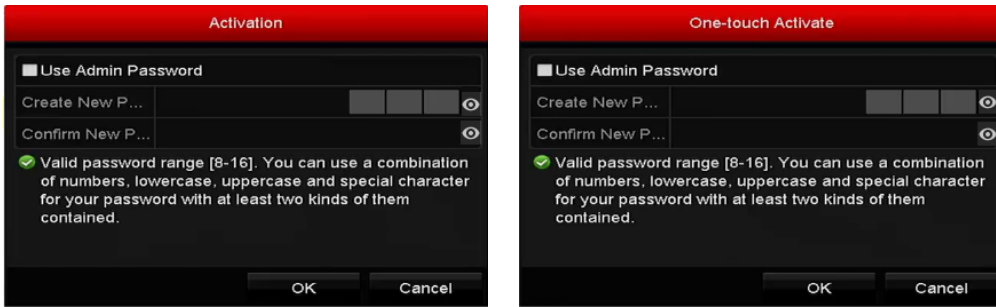 Activation
Use Admin Password
Create New P...
Confirm New P...
Valid password range [8-16]. You can use a combination
of numbers, lowercase, uppercase and special character
for your password with at least two kinds of them
contained.
OK
Cancel
One-touch Activate
Use Admin Password
Create New P...
Confirm New P...
Valid password range [8-16]. You can use a combination
of numbers, lowercase, uppercase and special character
for your password with at least two kinds of them
contained.
OK
Cancel